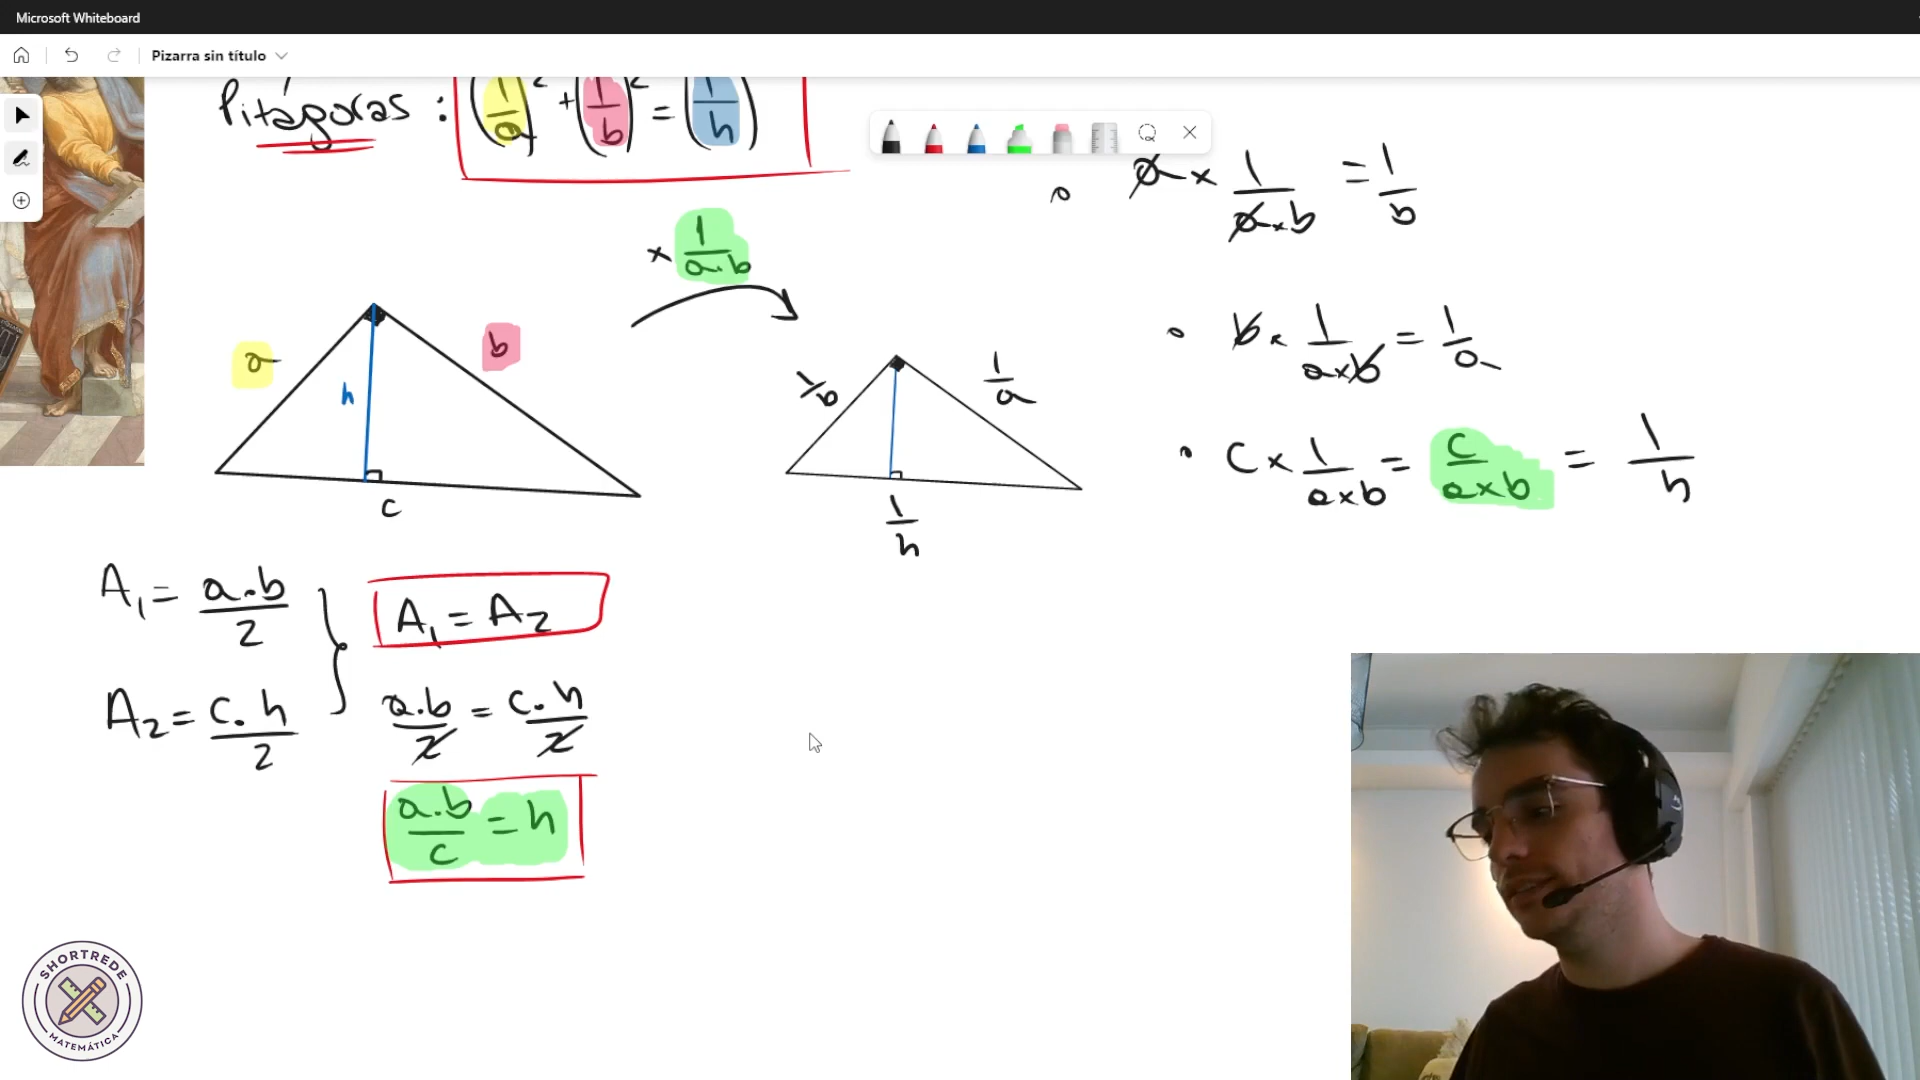 Microsoft Whiteboard
Pizarra sin título
Pitágoras : (1/a)² + (1/b)² = (1/h)
a × 1/(a×b) = 1/b
× 1/(a·b)
b × 1/(a×b) = 1/a
a
b
h
c
1/b
1/a
1/h
c × 1/(a×b) = c/(a×b) = 1/h
A₁ = a·b/2
A₁ = A₂
A₂ = c·h/2
a·b/2 = c·h/2
a·b/c = h
SHORTREDE
MATEMÁTICA